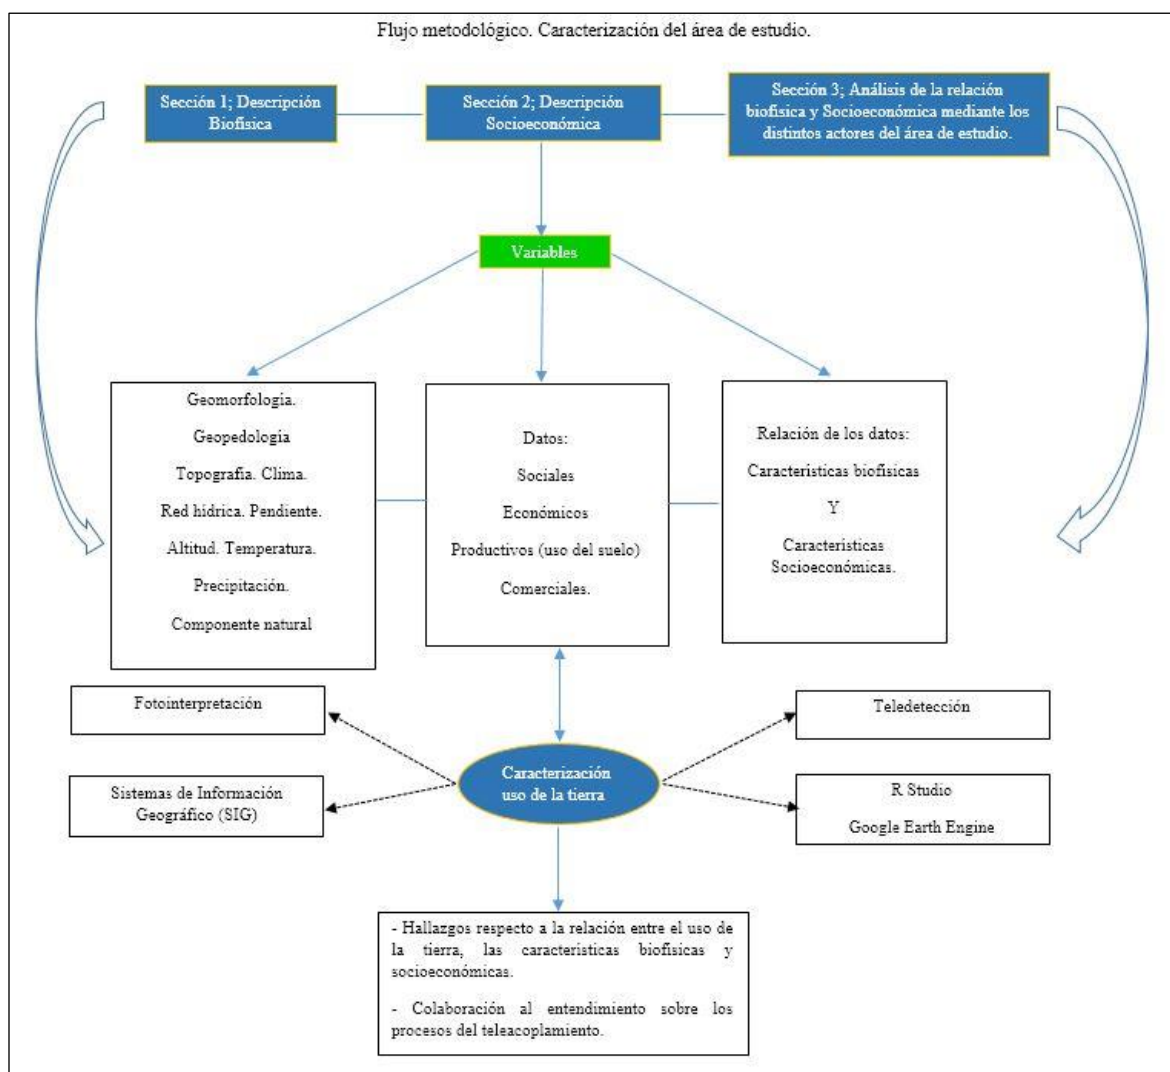 Flujo metodológico. Caracterización del área de estudio.
Sección 1; Descripción
Biofísica
Sección 2; Descripción
Socioeconómica
Sección 3; Análisis de la relación
biofísica y Socioeconómica mediante los
distintos actores del área de estudio.
Variables
Geomorfología.
Geopedología
Topografía. Clima.
Red hídrica. Pendiente.
Altitud. Temperatura.
Precipitación.
Componente natural
Datos:
Sociales
Económicos
Productivos (uso del suelo)
Comerciales.
Relación de los datos:
Características biofísicas
Y
Características
Socioeconómicas.
Fotointerpretación
Sistemas de Información
Geográfico (SIG)
Caracterización
uso de la tierra
Teledetección
R Studio
Google Earth Engine
- Hallazgos respecto a la relación entre el uso de
la tierra, las características biofísicas y
socioeconómicas.
- Colaboración al entendimiento sobre los
procesos del teleacoplamiento.